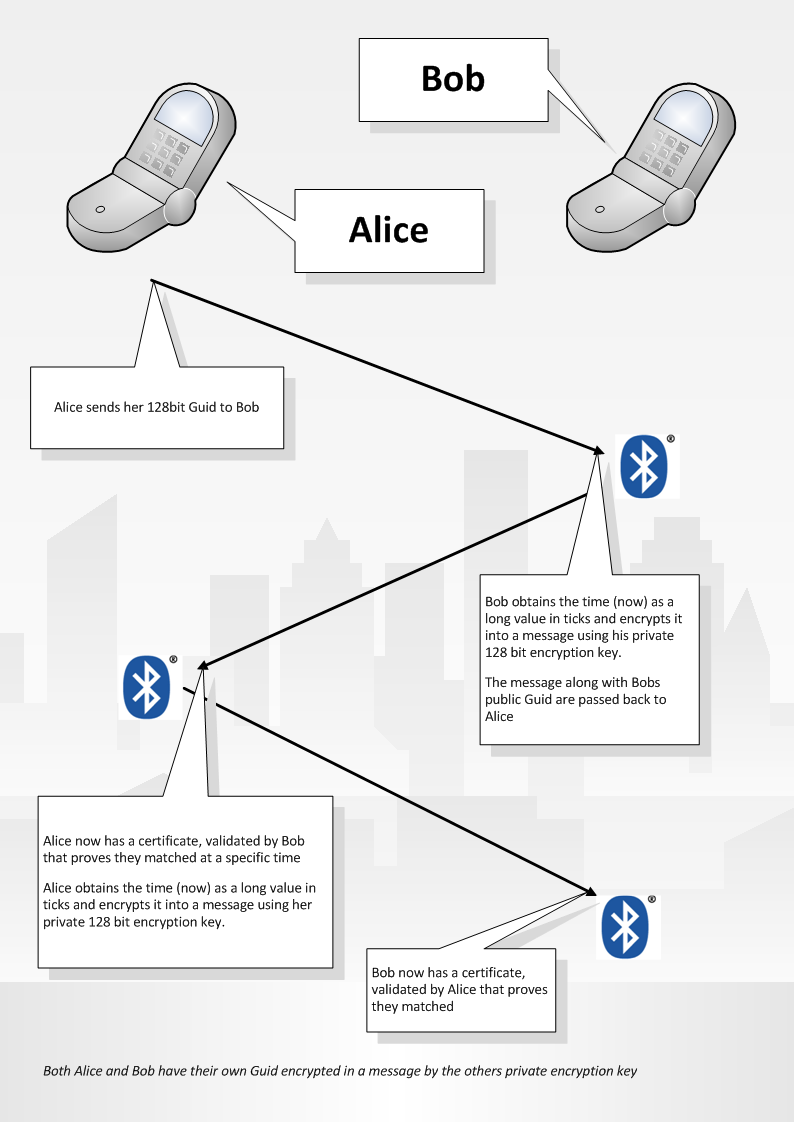 Bob
Alice
Alice sends her 128bit Guid to Bob
®
Bob obtains the time (now) as a
long value in ticks and encrypts it
into a message using his private
128 bit encryption key.
The message along with Bobs
public Guid are passed back to
Alice
®
Alice now has a certificate, validated by Bob
that proves they matched at a specific time
Alice obtains the time (now) as a long value in
ticks and encrypts it into a message using her
private 128 bit encryption key.
®
Bob now has a certificate,
validated by Alice that proves
they matched
Both Alice and Bob have their own Guid encrypted in a message by the others private encryption key